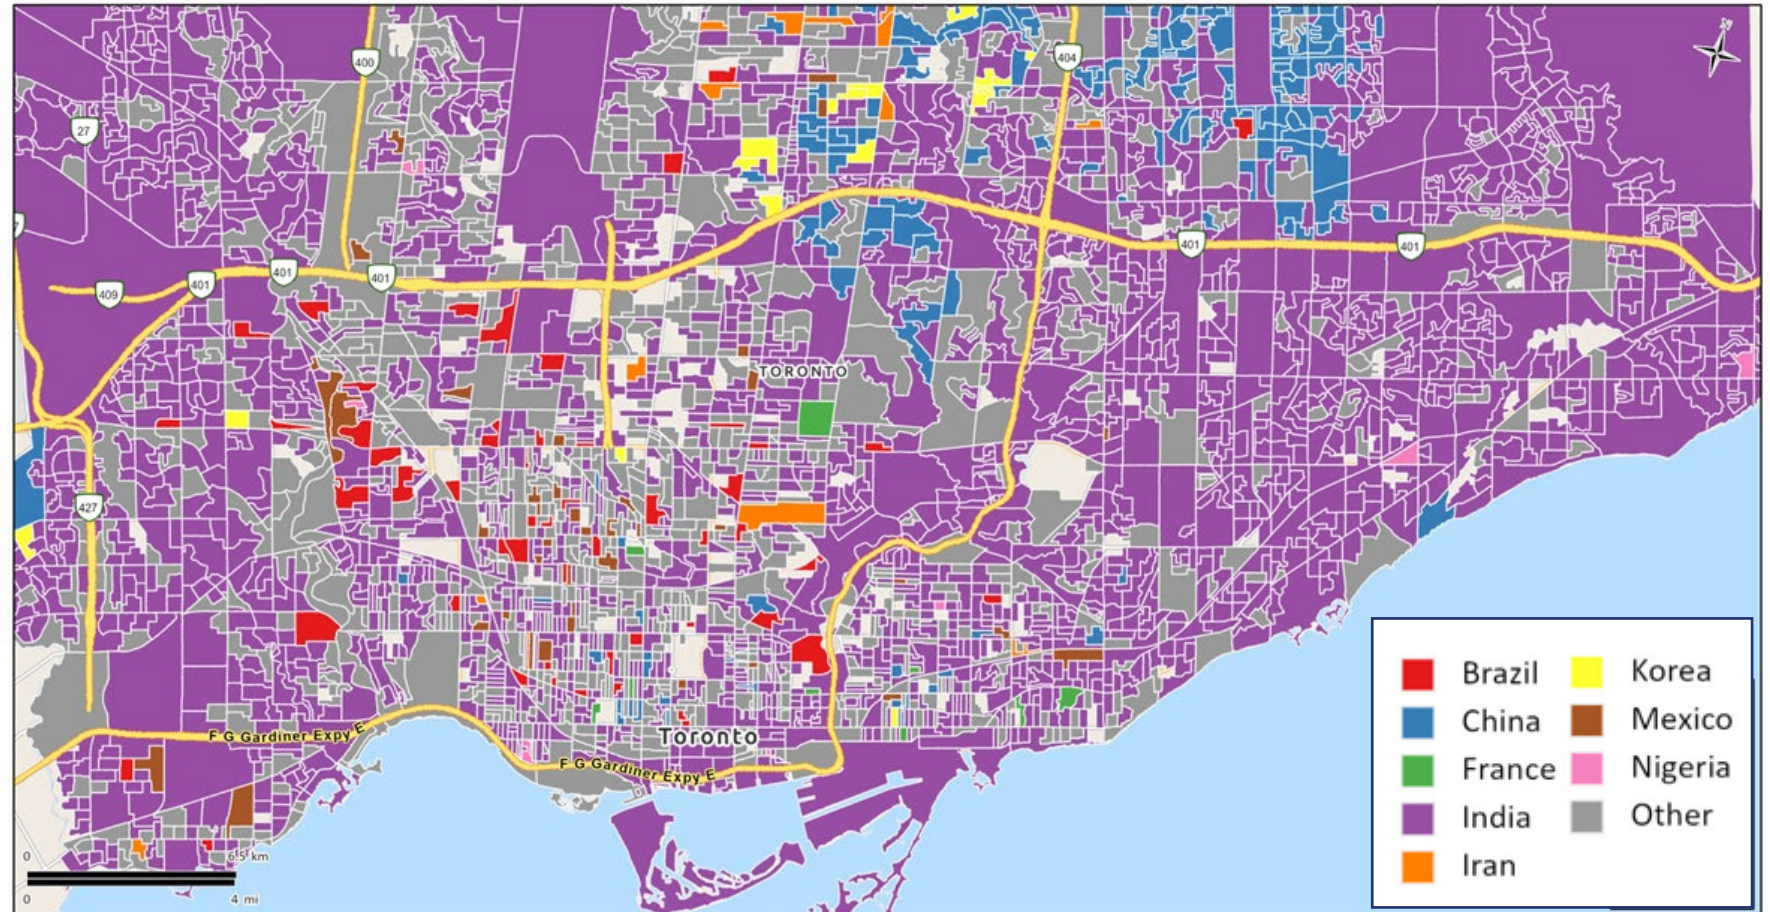 400
404
27
401
401
401
401
401
409
TORONTO
427
F G Gardiner Expy E
Toronto
F G Gardiner Expy E
0
6.5 km
0
4 mi
Brazil
China
France
India
Iran
Korea
Mexico
Nigeria
Other